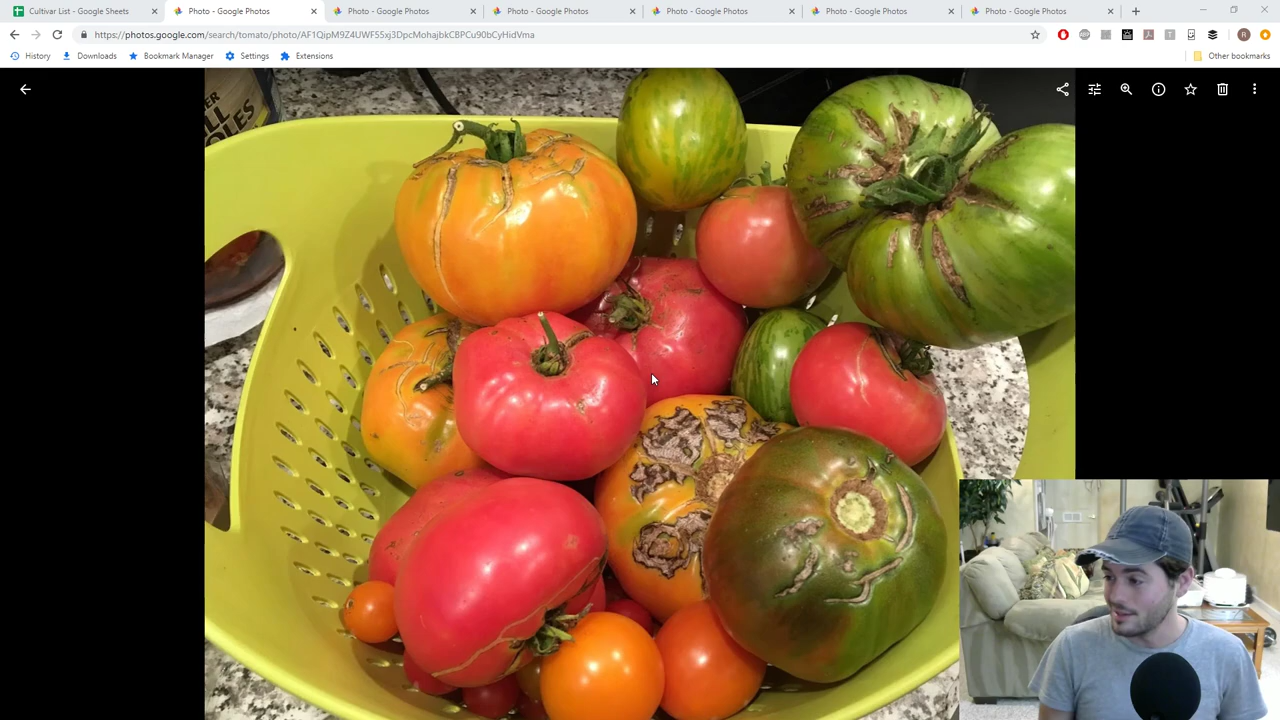 Cultivar List - Google Sheets
Photo - Google Photos
Photo - Google Photos
Photo - Google Photos
Photo - Google Photos
Photo - Google Photos
Photo - Google Photos
https://photos.google.com/search/tomato/photo/AF1QipM9Z4UWF55xj3DpcMohajbkCBPCu90bCyHidVma
ABP
T
R
History
Downloads
Bookmark Manager
Settings
Extensions
Other bookmarks